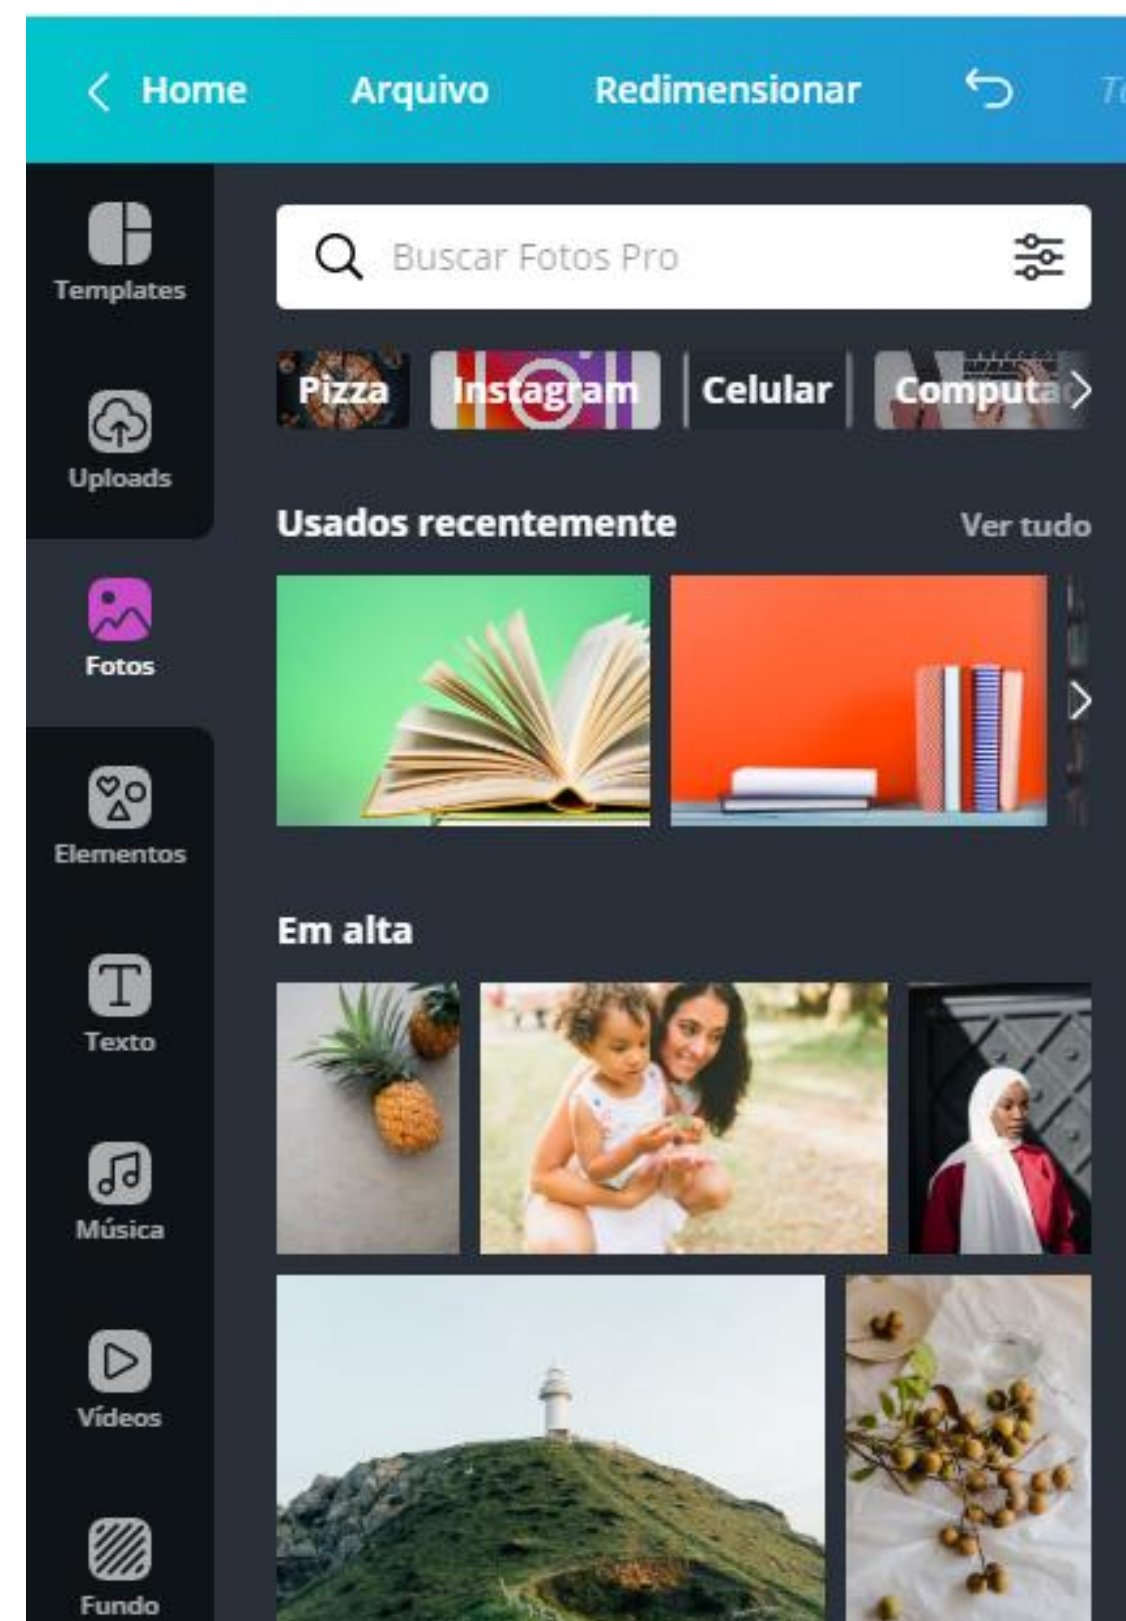 Home Arquivo Redimensionar
Templates
Uploads
Fotos
Elementos
Texto
Música
Vídeos
Fundo
Buscar Fotos Pro
Pizza Instagram Celular
Usados recentemente Ver tudo
Em alta